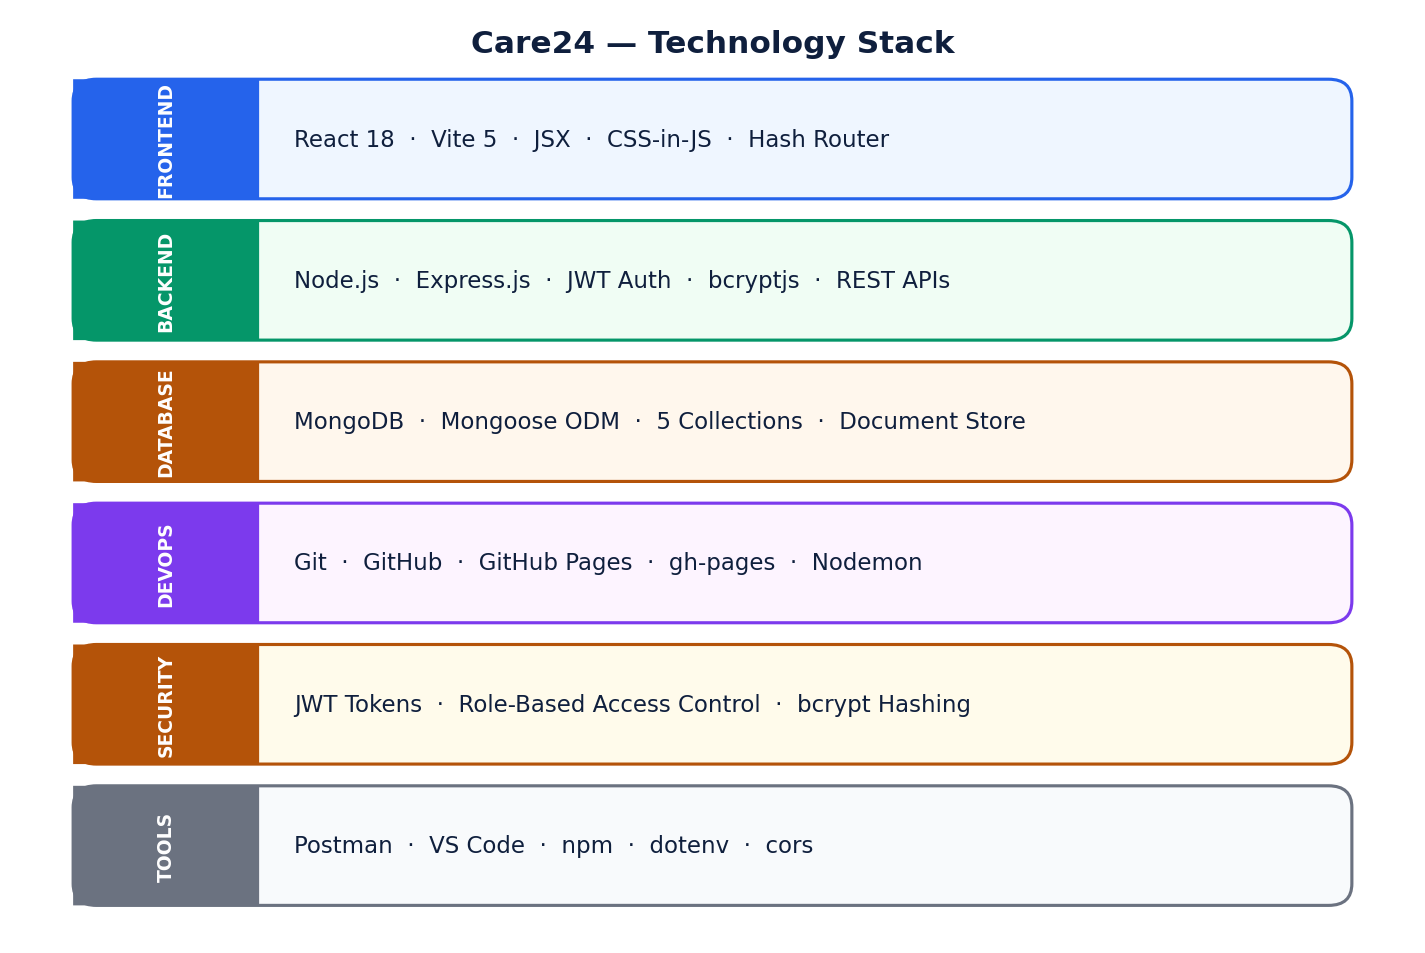 Care24 — Technology Stack
FRONTEND
React 18 · Vite 5 · JSX · CSS-in-JS · Hash Router
BACKEND
Node.js · Express.js · JWT Auth · bcryptjs · REST APIs
DATABASE
MongoDB · Mongoose ODM · 5 Collections · Document Store
DEVOPS
Git · GitHub · GitHub Pages · gh-pages · Nodemon
SECURITY
JWT Tokens · Role-Based Access Control · bcrypt Hashing
TOOLS
Postman · VS Code · npm · dotenv · cors